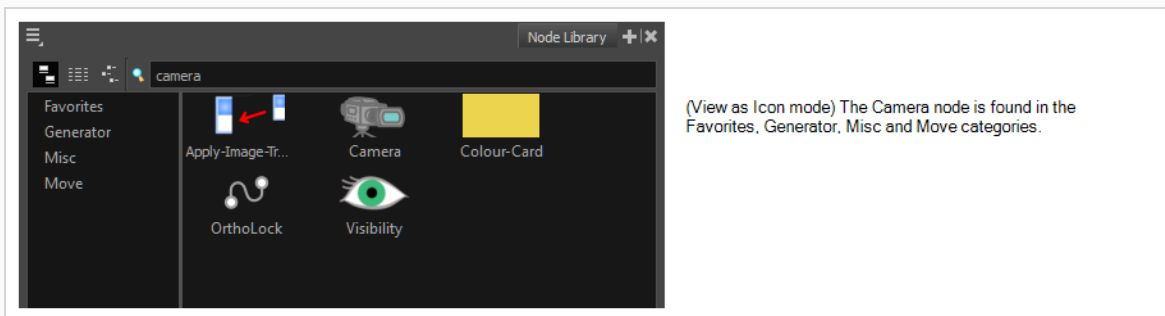 Node Library
camera
Favorites
Generator
Misc
Move
Apply-Image-Tr...
Camera
Colour-Card
OrthoLock
Visibility
(View as Icon mode) The Camera node is found in the
Favorites, Generator, Misc and Move categories.